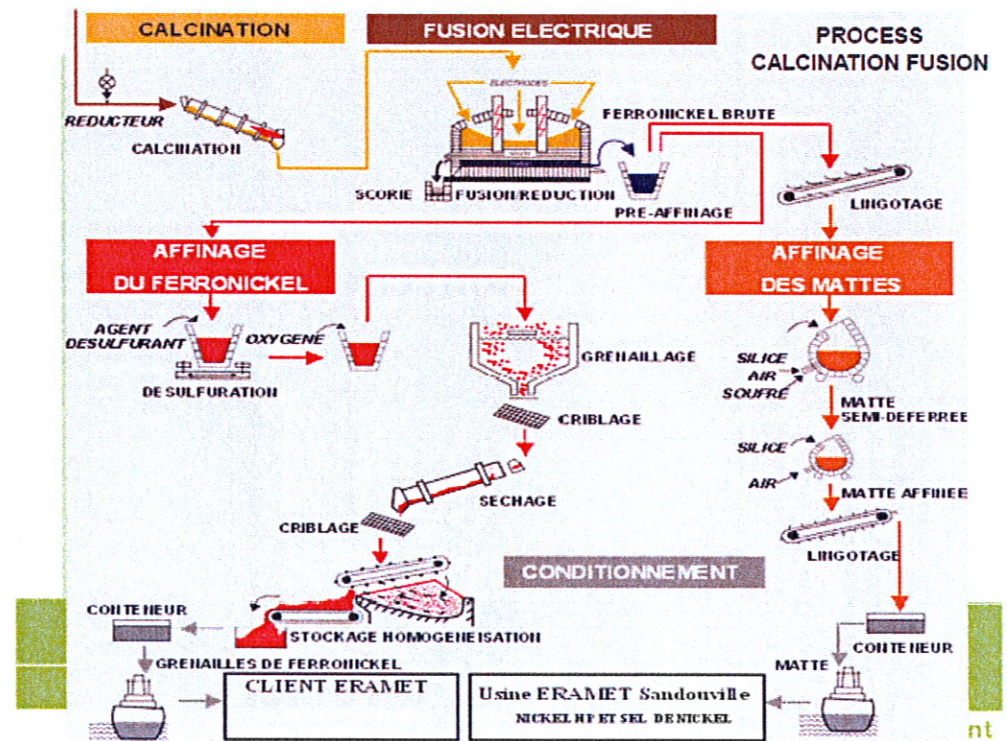 CALCINATION
FUSION ELECTRIQUE
PROCESS
CALCINATION FUSION
ELECTRODES
REDUCTEUR
CALCINATION
FERRONICKEL BRUTE
SCORIE
FUSION/REDUCTION
PRE-AFFINAGE
LINGOTAGE
AFFINAGE
DU FERRONICKEL
AFFINAGE
DES MATTES
AGENT
DESULFURANT
OXYGENE
DESULFURATION
GRENAILLAGE
SILICE
AIR
SOUFRE
MATTE
SEMI-DEFERREE
CRIBLAGE
SILICE
AIR
SECHAGE
MATTE AFFINEE
CRIBLAGE
LINGOTAGE
CONDITIONNEMENT
CONTENEUR
STOCKAGE HOMOGENEISATION
CONTENEUR
GRENAILLES DE FERRONICKEL
MATTE
CLIENT ERAMET
Usine ERAMET Sandouville
NICKEL HP ET SEL DE NICKEL
nt